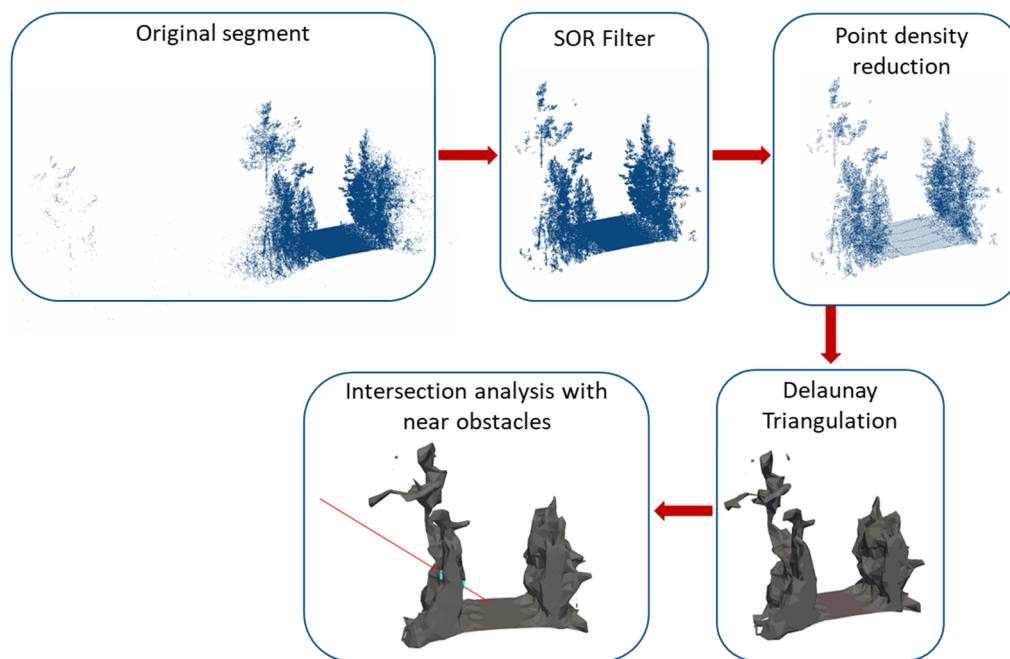 Original segment
SOR Filter
Point density
reduction
Delaunay
Triangulation
Intersection analysis with
near obstacles